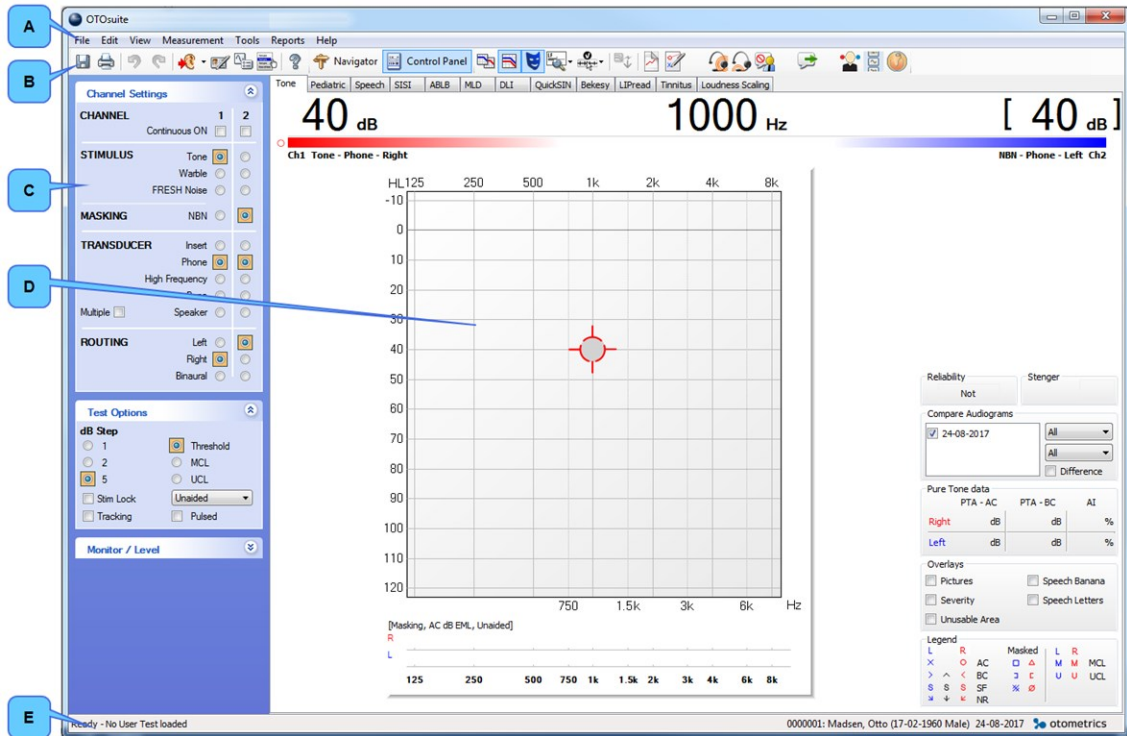 A
OTOsuite
File Edit View Measurement Tools Reports Help
B
Navigator Control Panel
Tone Pediatric Speech SISI ABLB MLD DLI QuickSIN Bekesy LIPread Tinnitus Loudness Scaling
Channel Settings
CHANNEL 1 2
Continuous ON
40 dB 1000 Hz [ 40 dB ]
Ch1 Tone - Phone - Right NBN - Phone - Left Ch2
C
STIMULUS Tone
Warble
FRESH Noise
MASKING NBN
TRANSDUCER Insert
Phone
High Frequency
Multiple Speaker
ROUTING Left
Right
Binaural
D
HL 125 250 500 1k 2k 4k 8k
-10
0
10
20
30
40
50
60
70
80
90
100
110
120
750 1.5k 3k 6k Hz
[Masking, AC dB EML, Unaided]
R
L
125 250 500 750 1k 1.5k 2k 3k 4k 6k 8k
Test Options
dB Step
1 Threshold
2 MCL
5 UCL
Stim Lock Unaided
Tracking Pulsed
Monitor / Level
Reliability Stenger
Not
Compare Audiograms
24-08-2017 All
All
Difference
Pure Tone data
PTA - AC PTA - BC AI
Right dB dB %
Left dB dB %
Overlays
Pictures Speech Banana
Severity Speech Letters
Unusable Area
Legend
L R Masked L R
X O AC M M MCL
> ^ < BC U U UCL
S S S SF
NR
E
Ready - No User Test loaded 0000001: Madsen, Otto (17-02-1960 Male) 24-08-2017 otometrics